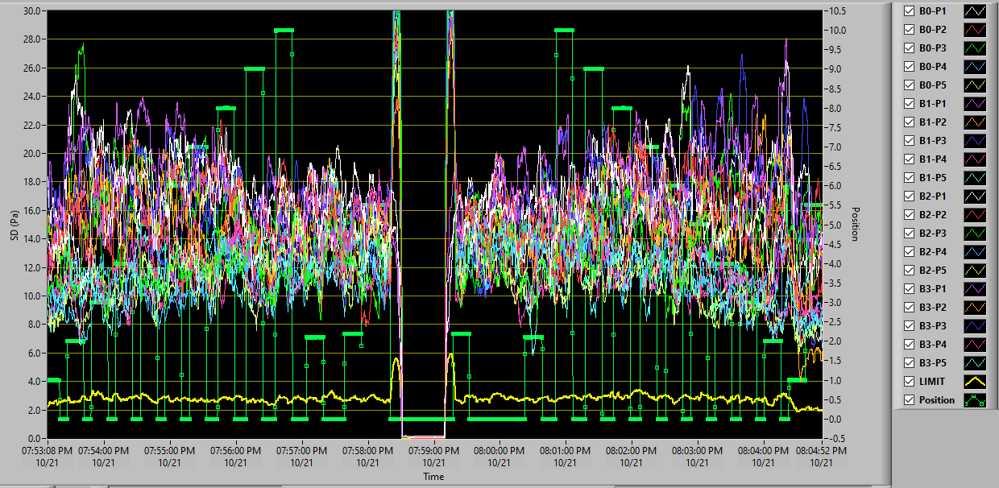 30.0
28.0
26.0
24.0
22.0
20.0
18.0
16.0
14.0
12.0
10.0
8.0
6.0
4.0
2.0
0.0
SD (Pa)
10.5
10.0
9.5
9.0
8.5
8.0
7.5
7.0
6.5
6.0
5.5
5.0
4.5
4.0
3.5
3.0
2.5
2.0
1.5
1.0
0.5
0.0
-0.5
Position
07:53:08 PM 07:54:00 PM 07:55:00 PM 07:56:00 PM 07:57:00 PM 07:58:00 PM 07:59:00 PM 08:00:00 PM 08:01:00 PM 08:02:00 PM 08:03:00 PM 08:04:00 PM 08:04:52 PM
10/21 10/21 10/21 10/21 10/21 10/21 10/21 10/21 10/21 10/21 10/21 10/21 10/21
Time
B0-P1
B0-P2
B0-P3
B0-P4
B0-P5
B1-P1
B1-P2
B1-P3
B1-P4
B1-P5
B2-P1
B2-P2
B2-P3
B2-P4
B2-P5
B3-P1
B3-P2
B3-P3
B3-P4
B3-P5
LIMIT
Position